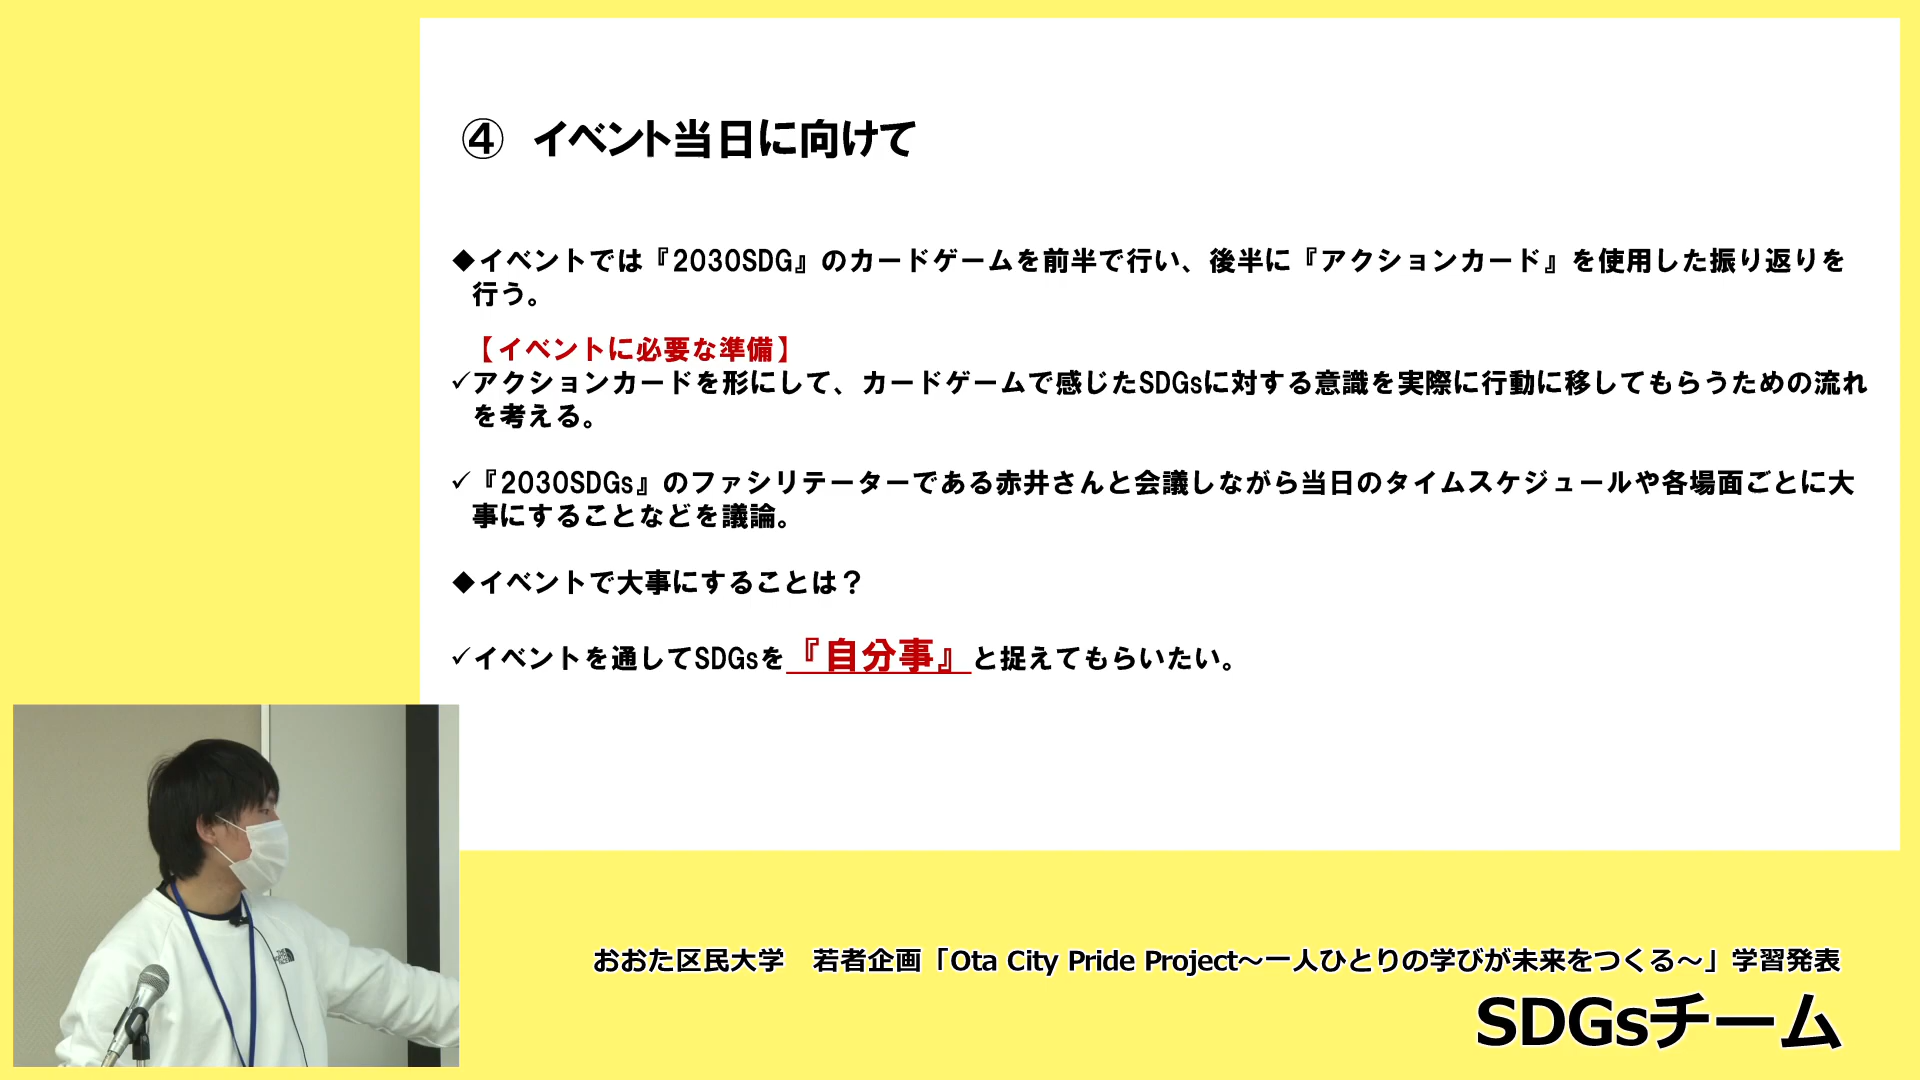 ④ イベント当日に向けて
◆イベントでは『2030SDG』のカードゲームを前半で行い、後半に『アクションカード』を使用した振り返りを
行う。
【イベントに必要な準備】
✓アクションカードを形にして、カードゲームで感じたSDGsに対する意識を実際に行動に移してもらうための流れ
を考える。
✓『2030SDGs』のファシリテーターである赤井さんと会議しながら当日のタイムスケジュールや各場面ごとに大
事にすることなどを議論。
◆イベントで大事にすることは？
✓イベントを通してSDGsを『自分事』と捉えてもらいたい。
おおた区民大学 若者企画「Ota City Pride Project～一人ひとりの学びが未来をつくる～」学習発表
SDGsチーム